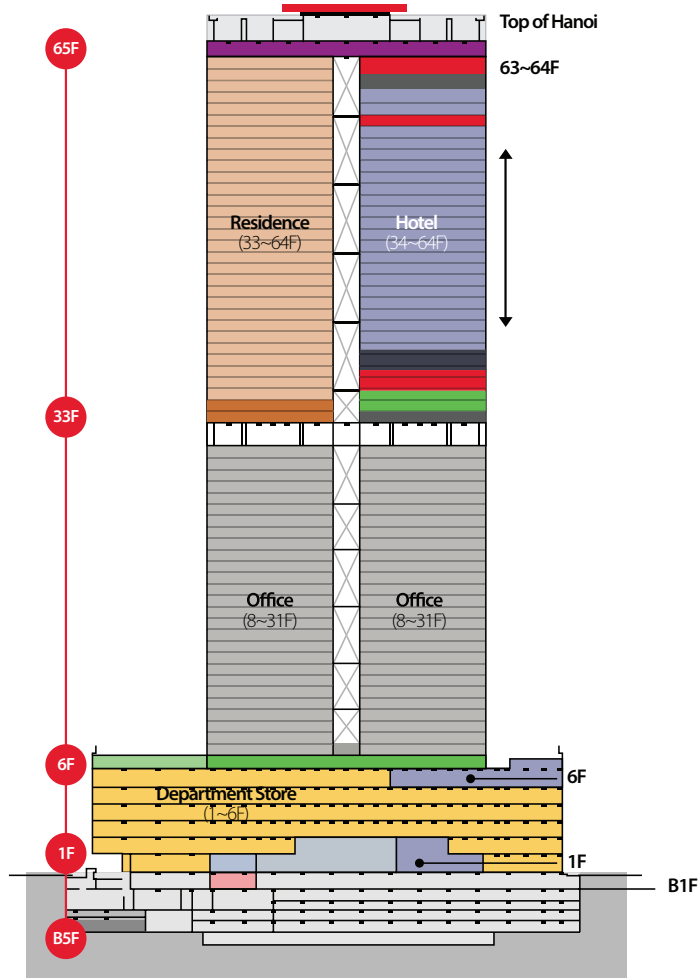 Top of Hanoi
65F
63~64F
Residence
(33~64F)
Hotel
(34~64F)
33F
Office
(8~31F)
Office
(8~31F)
6F
6F
Department Store
(1~6F)
1F
1F
B1F
B5F